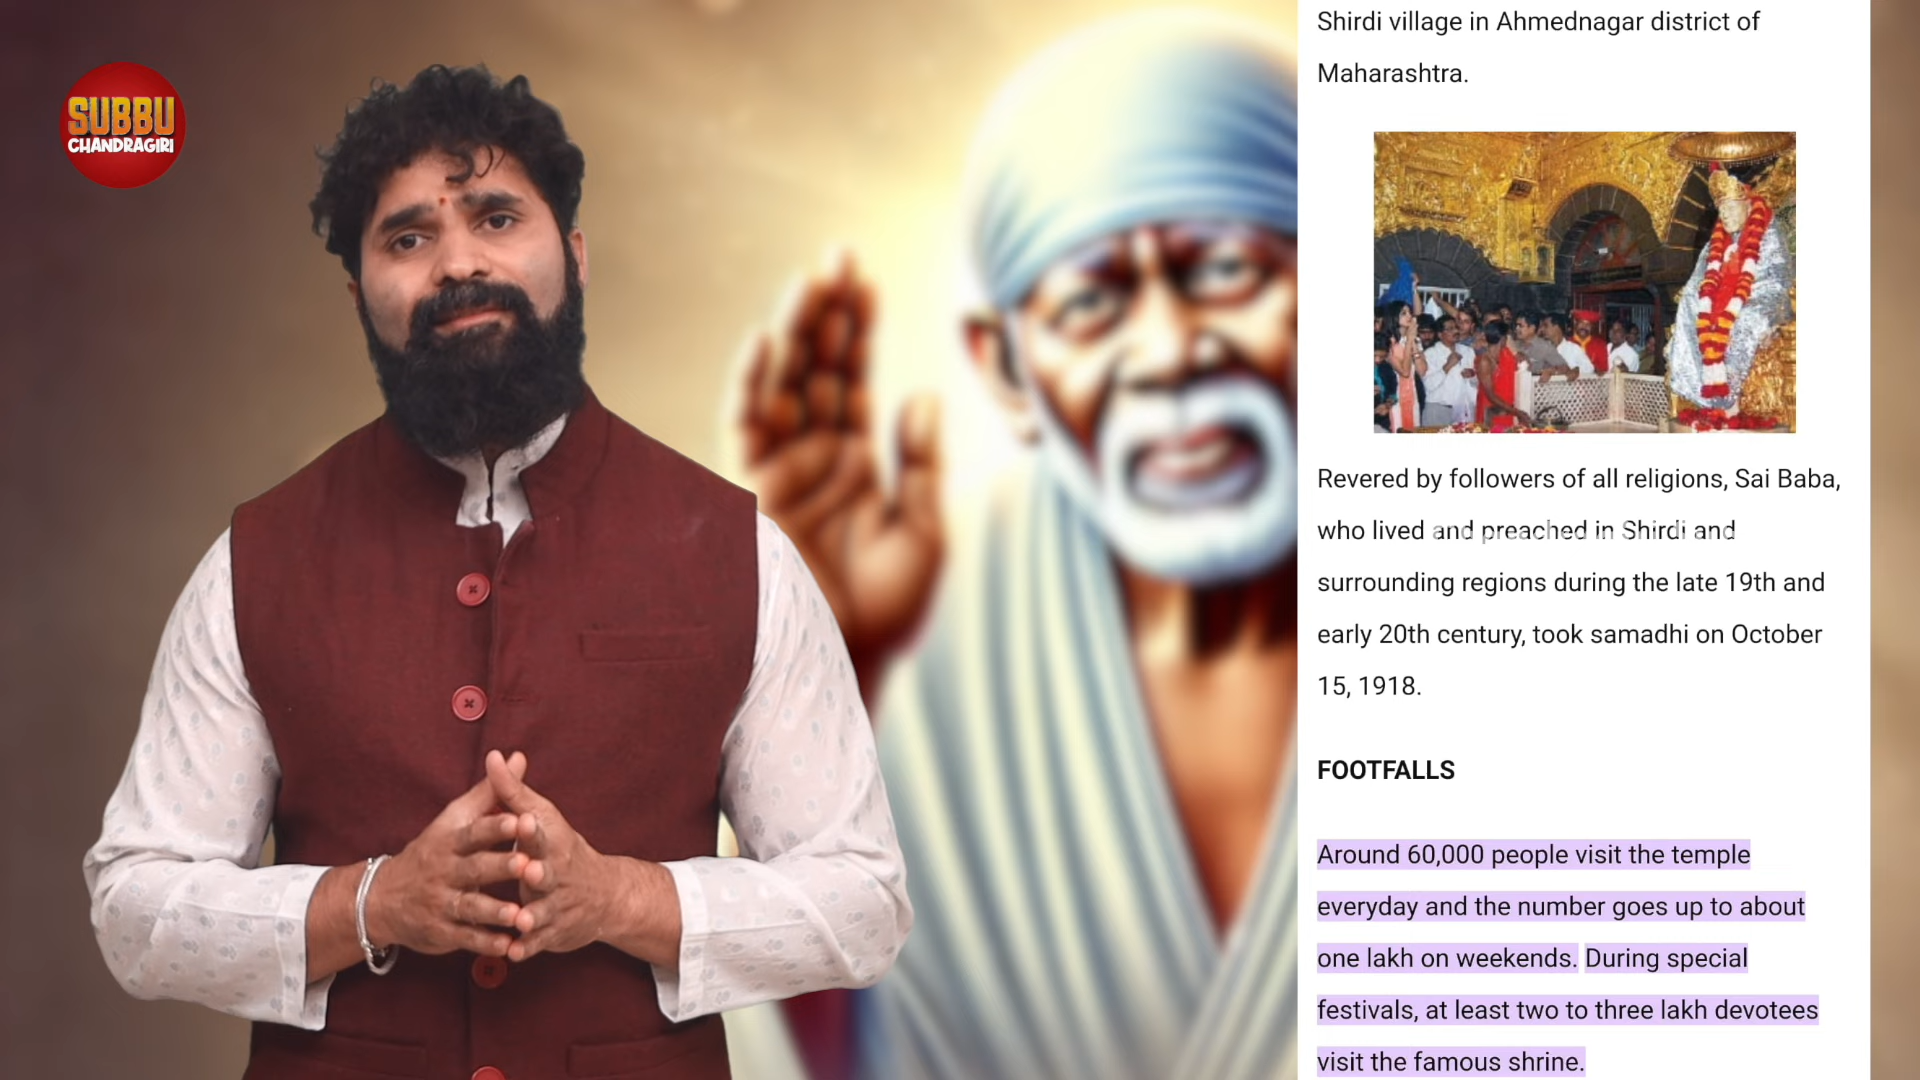 SUBBU
CHANDRAGIRI
Shirdi village in Ahmednagar district of
Maharashtra.
Revered by followers of all religions, Sai Baba,
who lived and preached in Shirdi and
surrounding regions during the late 19th and
early 20th century, took samadhi on October
15, 1918.
FOOTFALLS
Around 60,000 people visit the temple
everyday and the number goes up to about
one lakh on weekends. During special
festivals, at least two to three lakh devotees
visit the famous shrine.